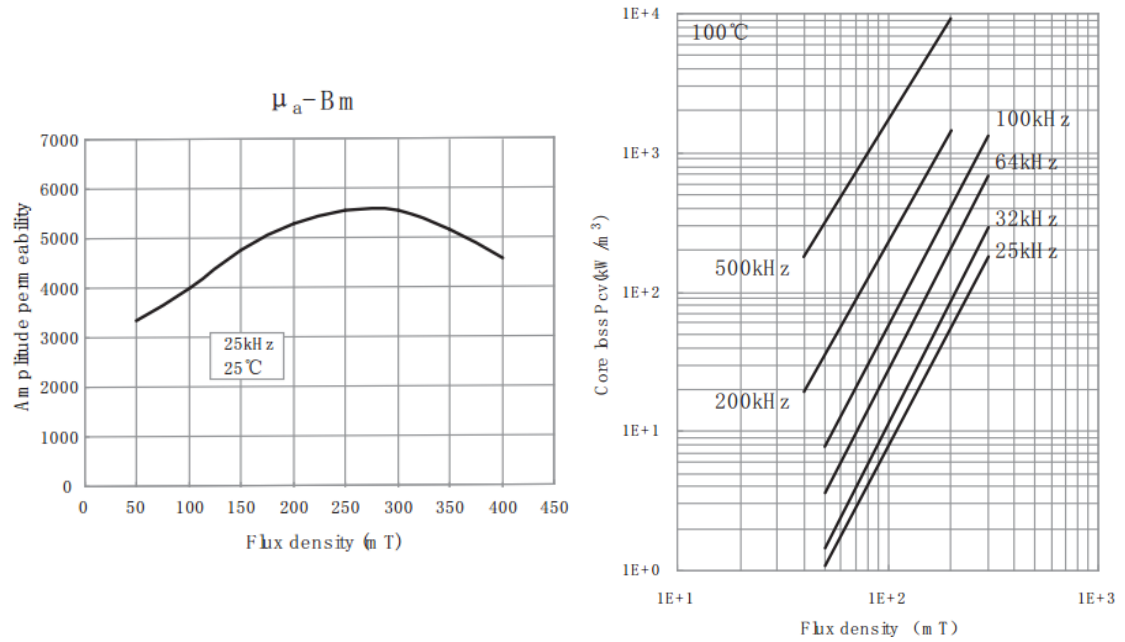 μa-Bm
7000
6000
5000
4000
3000
2000
1000
0
Amplitude permeability
25kHz
25℃
0 50 100 150 200 250 300 350 400 450
Flux density (mT)
1E+4
1E+3
1E+2
1E+1
1E+0
Core loss Pcv(kW/m³)
100℃
100kHz
64kHz
32kHz
25kHz
500kHz
200kHz
1E+1 1E+2 1E+3
Flux density (mT)